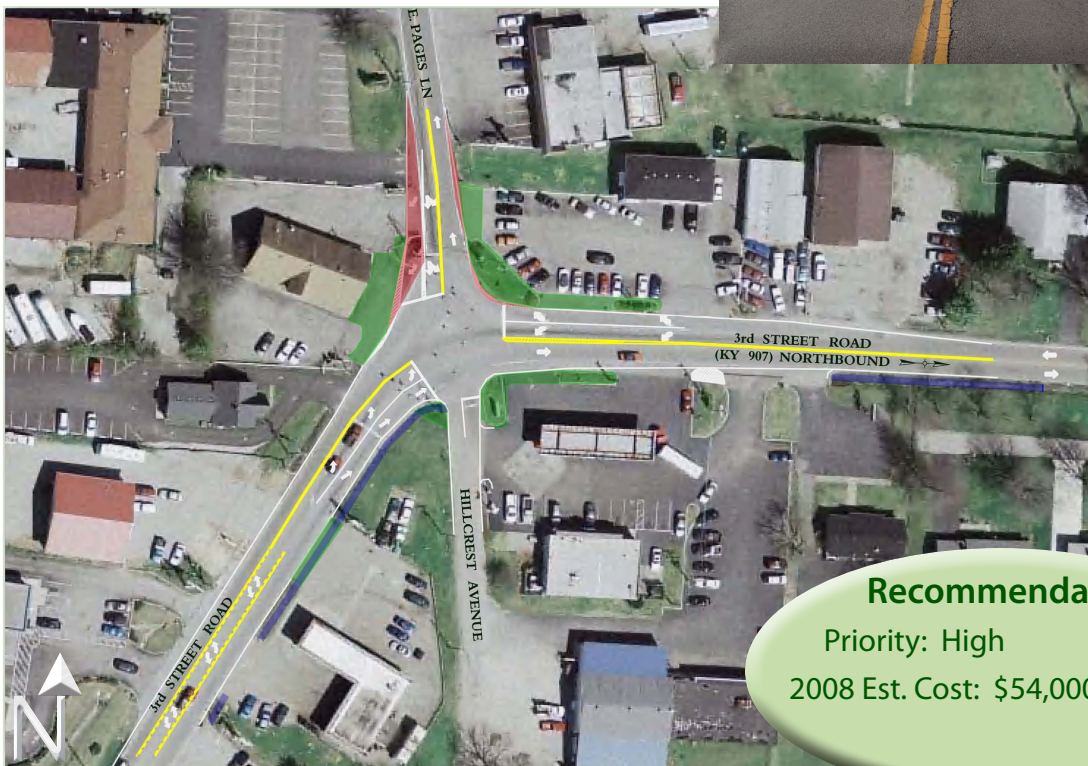 E. PAGES LN
3rd STREET ROAD
(KY 907) NORTHBOUND
HILLCREST AVENUE
3rd STREET ROAD
N
Recommenda
Priority: High
2008 Est. Cost: $54,000